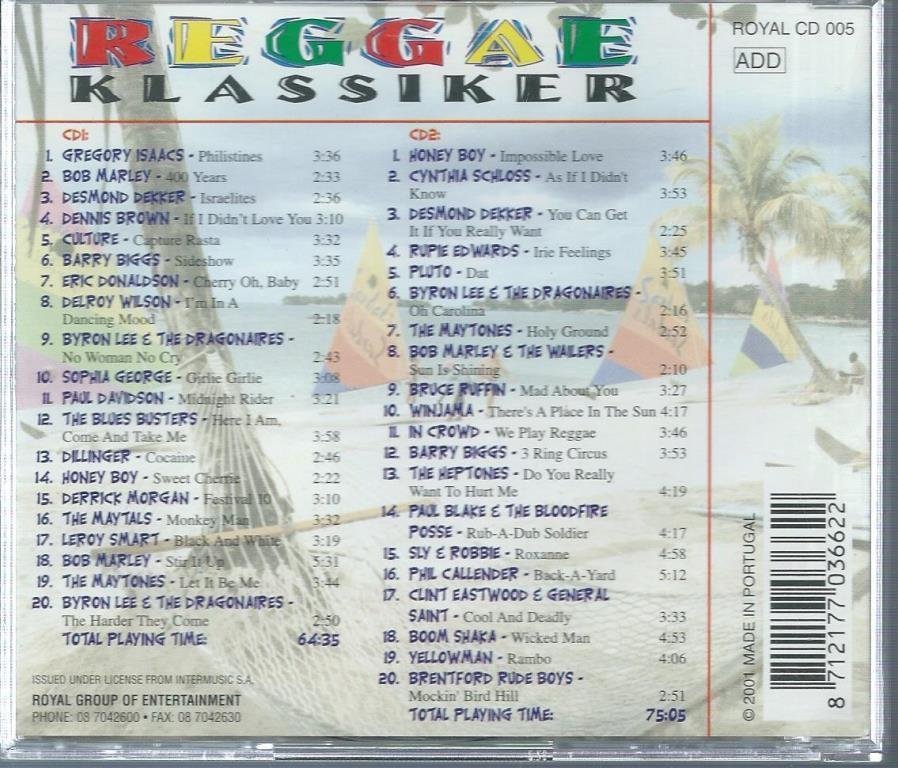 REGGAE
KLASSIKER
ROYAL CD 005
ADD
CD1:
1. GREGORY ISAACS - Philistines 3:36
2. BOB MARLEY - 400 Years 2:33
3. DESMOND DEKKER - Israelites 2:36
4. DENNIS BROWN - If I Didn't Love You 3:10
5. CULTURE - Capture Rasta 3:32
6. BARRY BIGGS - Sideshow 3:35
7. ERIC DONALDSON - Cherry Oh, Baby 2:51
8. DELROY WILSON - I'm In A
Dancing Mood 2:18
9. BYRON LEE & THE DRAGONAIRES -
No Woman No Cry 2:43
10. SOPHIA GEORGE - Girlie Girlie 3:08
11. PAUL DAVIDSON - Midnight Rider 3:21
12. THE BLUES BUSTERS - Here I Am,
Come And Take Me 3:58
13. DILLINGER - Cocaine 2:46
14. HONEY BOY - Sweet Cherrie 2:22
15. DERRICK MORGAN - Festival 10 3:10
16. THE MAYTALS - Monkey Man 3:32
17. LEROY SMART - Black And White 3:19
18. BOB MARLEY - Stir It Up 5:31
19. THE MAYTONES - Let It Be Me 3:44
20. BYRON LEE & THE DRAGONAIRES -
The Harder They Come 2:50
TOTAL PLAYING TIME: 64:35
CD2:
1. HONEY BOY - Impossible Love 3:46
2. CYNTHIA SCHLOSS - As If I Didn't
Know 3:53
3. DESMOND DEKKER - You Can Get
It If You Really Want 2:25
4. RUPIE EDWARDS - Irie Feelings 3:45
5. PLUTO - Dat 3:51
6. BYRON LEE & THE DRAGONAIRES -
Oh Carolina 2:16
7. THE MAYTONES - Holy Ground 2:52
8. BOB MARLEY & THE WAILERS -
Sun Is Shining 2:10
9. BRUCE RUFFIN - Mad About You 3:27
10. WINJAMA - There's A Place In The Sun 4:17
11. IN CROWD - We Play Reggae 3:46
12. BARRY BIGGS - 3 Ring Circus 3:53
13. THE HEPTONES - Do You Really
Want To Hurt Me 4:19
14. PAUL BLAKE & THE BLOODFIRE
POSSE - Rub-A-Dub Soldier 4:17
15. SLY & ROBBIE - Roxanne 4:58
16. PHIL CALLENDER - Back-A-Yard 5:12
17. CLINT EASTWOOD & GENERAL
SAINT - Cool And Deadly 3:33
18. BOOM SHAKA - Wicked Man 4:53
19. YELLOWMAN - Rambo 4:06
20. BRENTFORD RUDE BOYS -
Mockin' Bird Hill 2:51
TOTAL PLAYING TIME: 75:05
ISSUED UNDER LICENSE FROM INTERMUSIC S.A.
ROYAL GROUP OF ENTERTAINMENT
PHONE: 08 7042600 • FAX: 08 7042630
© 2001 MADE IN PORTUGAL
8 712177 036622